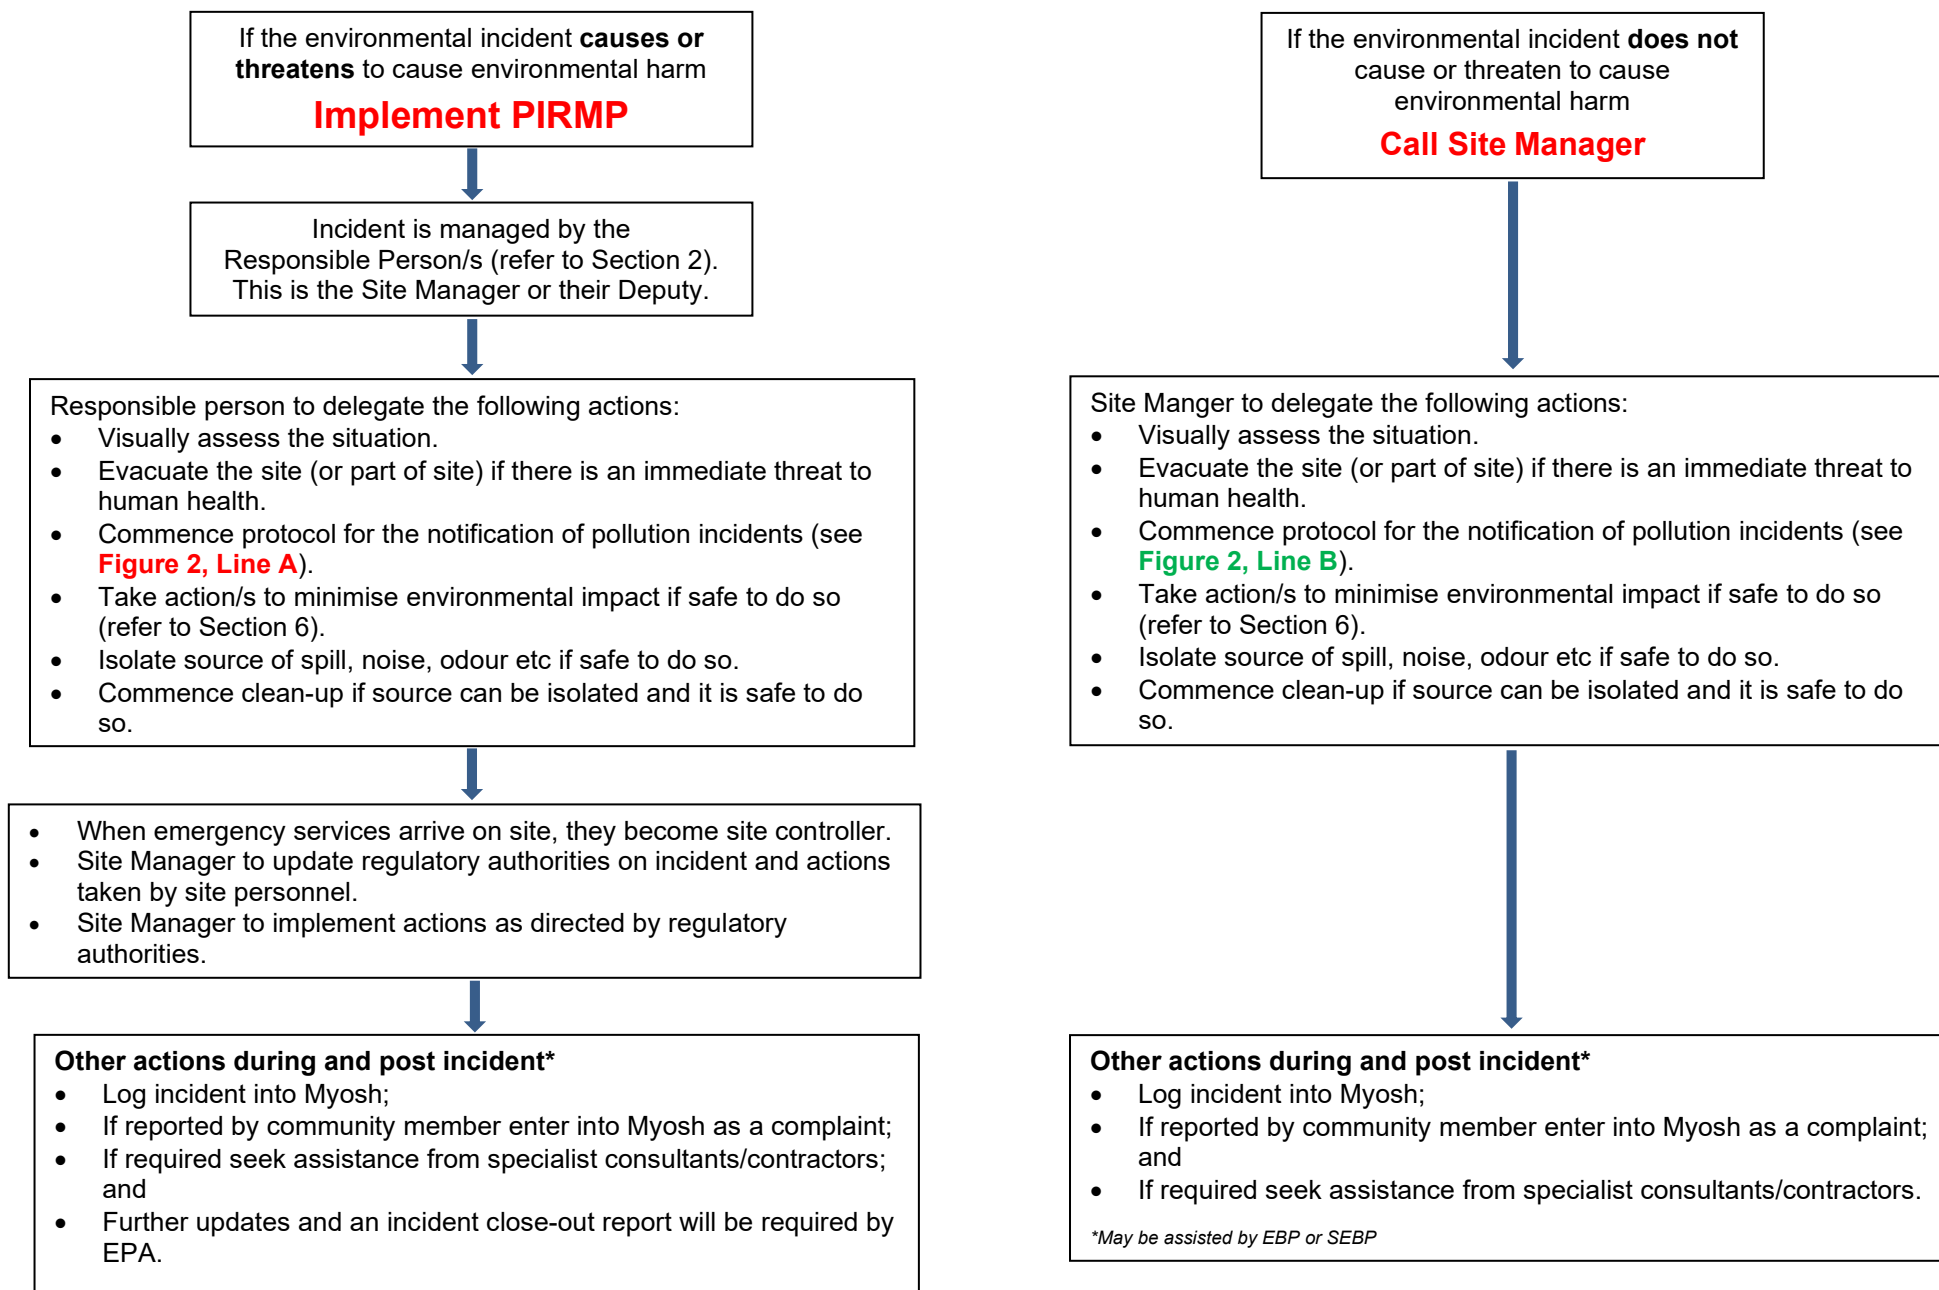 If the environmental incident causes or
threatens to cause environmental harm
Implement PIRMP
Incident is managed by the
Responsible Person/s (refer to Section 2).
This is the Site Manager or their Deputy.
Responsible person to delegate the following actions:
• Visually assess the situation.
• Evacuate the site (or part of site) if there is an immediate threat to
human health.
• Commence protocol for the notification of pollution incidents (see
Figure 2, Line A).
• Take action/s to minimise environmental impact if safe to do so
(refer to Section 6).
• Isolate source of spill, noise, odour etc if safe to do so.
• Commence clean-up if source can be isolated and it is safe to do
so.
• When emergency services arrive on site, they become site controller.
• Site Manager to update regulatory authorities on incident and actions
taken by site personnel.
• Site Manager to implement actions as directed by regulatory
authorities.
Other actions during and post incident*
• Log incident into Myosh;
• If reported by community member enter into Myosh as a complaint;
• If required seek assistance from specialist consultants/contractors;
and
• Further updates and an incident close-out report will be required by
EPA.
If the environmental incident does not
cause or threaten to cause
environmental harm
Call Site Manager
Site Manger to delegate the following actions:
• Visually assess the situation.
• Evacuate the site (or part of site) if there is an immediate threat to
human health.
• Commence protocol for the notification of pollution incidents (see
Figure 2, Line B).
• Take action/s to minimise environmental impact if safe to do so
(refer to Section 6).
• Isolate source of spill, noise, odour etc if safe to do so.
• Commence clean-up if source can be isolated and it is safe to do
so.
Other actions during and post incident*
• Log incident into Myosh;
• If reported by community member enter into Myosh as a complaint;
and
• If required seek assistance from specialist consultants/contractors.
*May be assisted by EBP or SEBP